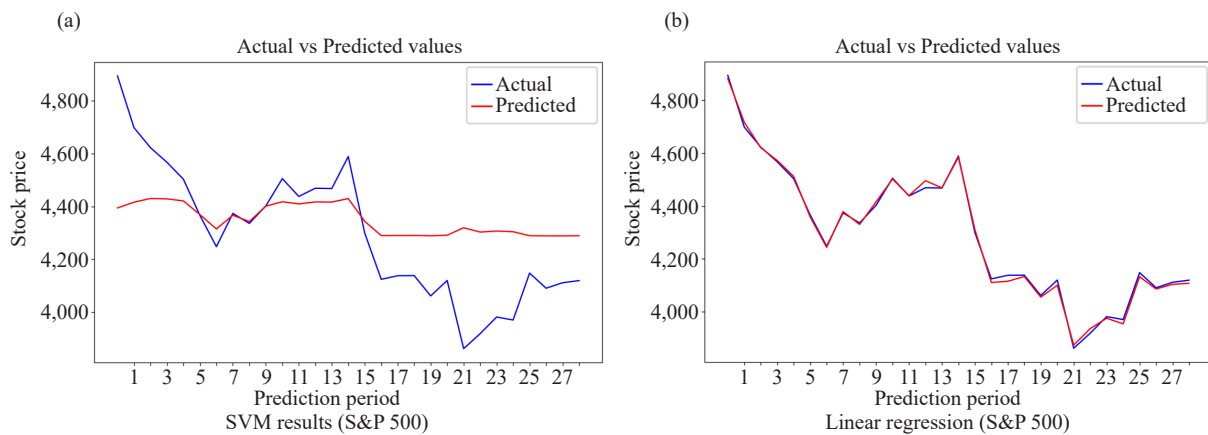 (a)
Actual vs Predicted values
Actual
Predicted
4,800
4,600
4,400
4,200
4,000
Stock price
1 3 5 7 9 11 13 15 17 19 21 23 25 27
Prediction period
SVM results (S&P 500)
(b)
Actual vs Predicted values
Actual
Predicted
4,800
4,600
4,400
4,200
4,000
Stock price
1 3 5 7 9 11 13 15 17 19 21 23 25 27
Prediction period
Linear regression (S&P 500)